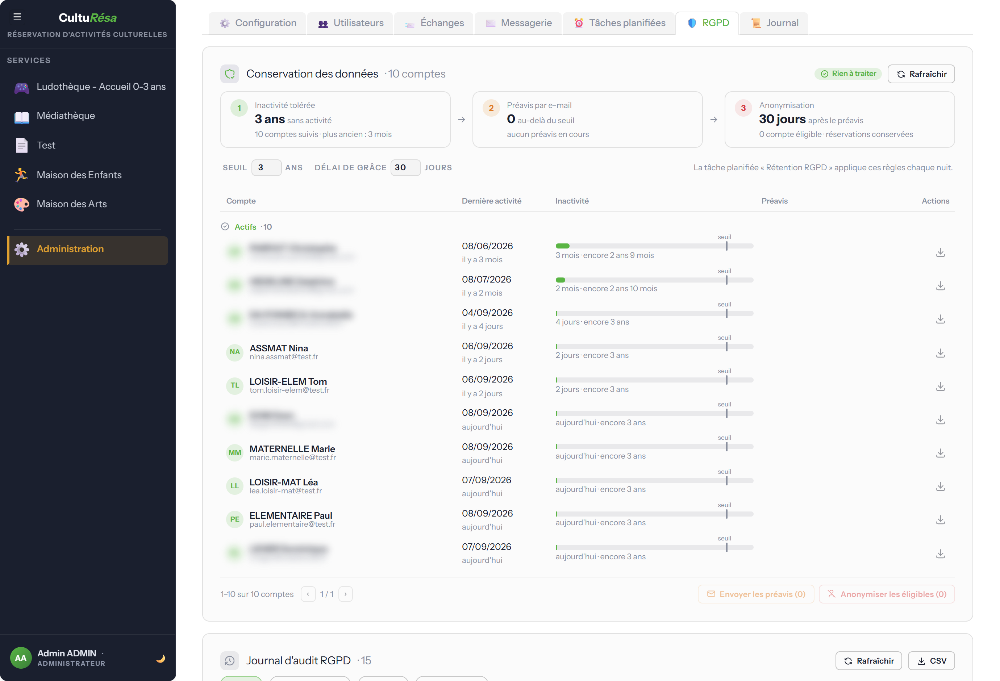 ☰ CultuRésa
RÉSERVATION D'ACTIVITÉS CULTURELLES
SERVICES
Ludothèque - Accueil 0-3 ans
Médiathèque
Test
Maison des Enfants
Maison des Arts
Administration
AA Admin ADMIN
ADMINISTRATEUR
Configuration Utilisateurs Échanges Messagerie Tâches planifiées RGPD Journal
Conservation des données · 10 comptes Rien à traiter Rafraîchir
1 Inactivité tolérée
3 ans sans activité
10 comptes suivis · plus ancien : 3 mois
→
2 Préavis par e-mail
0 au-delà du seuil
aucun préavis en cours
→
3 Anonymisation
30 jours après le préavis
0 compte éligible · réservations conservées
SEUIL 3 ANS DÉLAI DE GRÂCE 30 JOURS La tâche planifiée « Rétention RGPD » applique ces règles chaque nuit.
Compte Dernière activité Inactivité Préavis Actions
Actifs · 10
seuil
08/06/2026
il y a 3 mois 3 mois · encore 2 ans 9 mois
seuil
08/07/2026
il y a 2 mois 2 mois · encore 2 ans 10 mois
seuil
04/09/2026
il y a 4 jours 4 jours · encore 3 ans
seuil
NA ASSMAT Nina 06/09/2026
nina.assmat@test.fr il y a 2 jours 2 jours · encore 3 ans
seuil
TL LOISIR-ELEM Tom 06/09/2026
tom.loisir-elem@test.fr il y a 2 jours 2 jours · encore 3 ans
seuil
08/09/2026
aujourd'hui aujourd'hui · encore 3 ans
seuil
MM MATERNELLE Marie 08/09/2026
marie.maternelle@test.fr aujourd'hui aujourd'hui · encore 3 ans
seuil
LL LOISIR-MAT Léa 07/09/2026
lea.loisir-mat@test.fr aujourd'hui aujourd'hui · encore 3 ans
seuil
PE ELEMENTAIRE Paul 08/09/2026
paul.elementaire@test.fr aujourd'hui aujourd'hui · encore 3 ans
seuil
07/09/2026
aujourd'hui aujourd'hui · encore 3 ans
1–10 sur 10 comptes ‹ 1 / 1 › Envoyer les préavis (0) Anonymiser les éligibles (0)
Journal d'audit RGPD · 15 Rafraîchir CSV